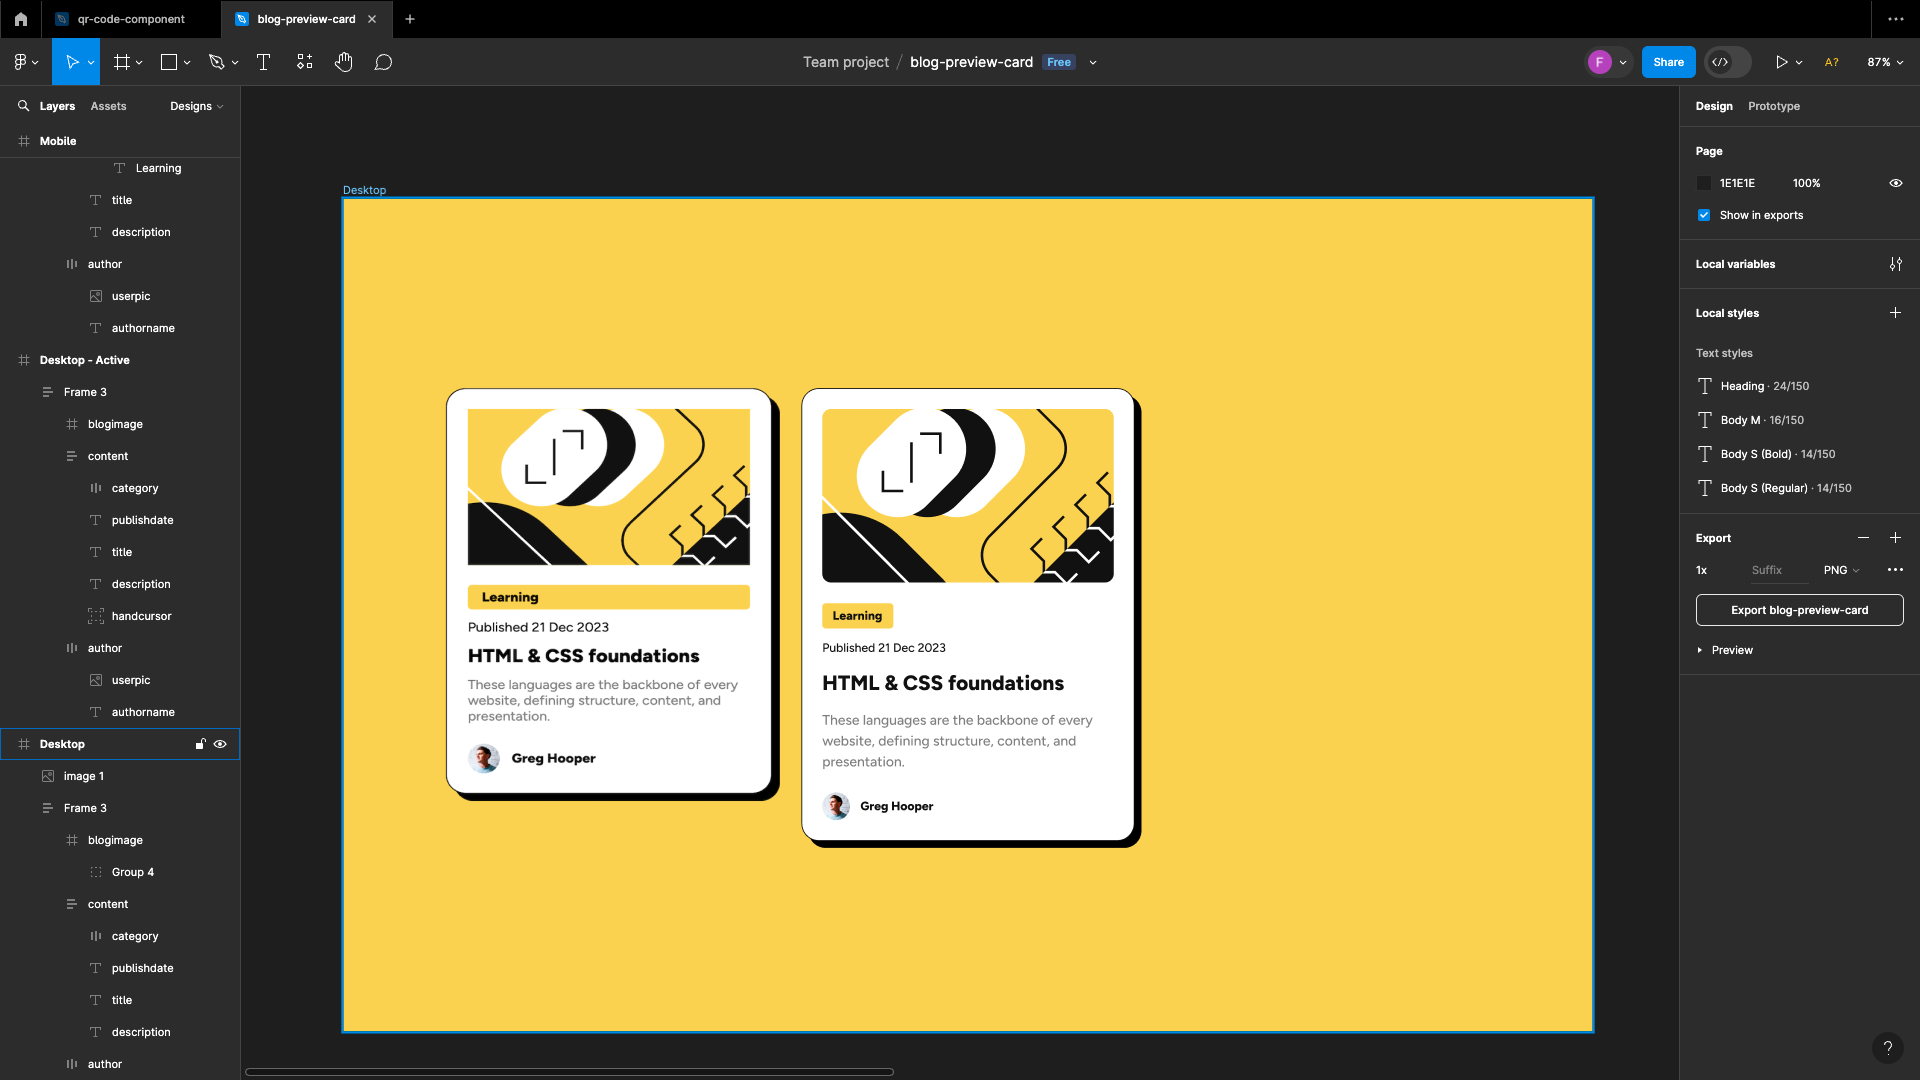 qr-code-component
blog-preview-card
Team project / blog-preview-card Free
F
Share
A?
87%
Layers Assets Designs
Mobile
Learning
title
description
author
userpic
authorname
Desktop - Active
Frame 3
blogimage
content
category
publishdate
title
description
handcursor
author
userpic
authorname
Desktop
image 1
Frame 3
blogimage
Group 4
content
category
publishdate
title
description
author
Desktop
Learning
Published 21 Dec 2023
HTML & CSS foundations
These languages are the backbone of every
website, defining structure, content, and
presentation.
Greg Hooper
Learning
Published 21 Dec 2023
HTML & CSS foundations
These languages are the backbone of every
website, defining structure, content, and
presentation.
Greg Hooper
Design Prototype
Page
1E1E1E 100%
Show in exports
Local variables
Local styles
Text styles
Heading · 24/150
Body M · 16/150
Body S (Bold) · 14/150
Body S (Regular) · 14/150
Export
1x Suffix PNG
Export blog-preview-card
Preview
?